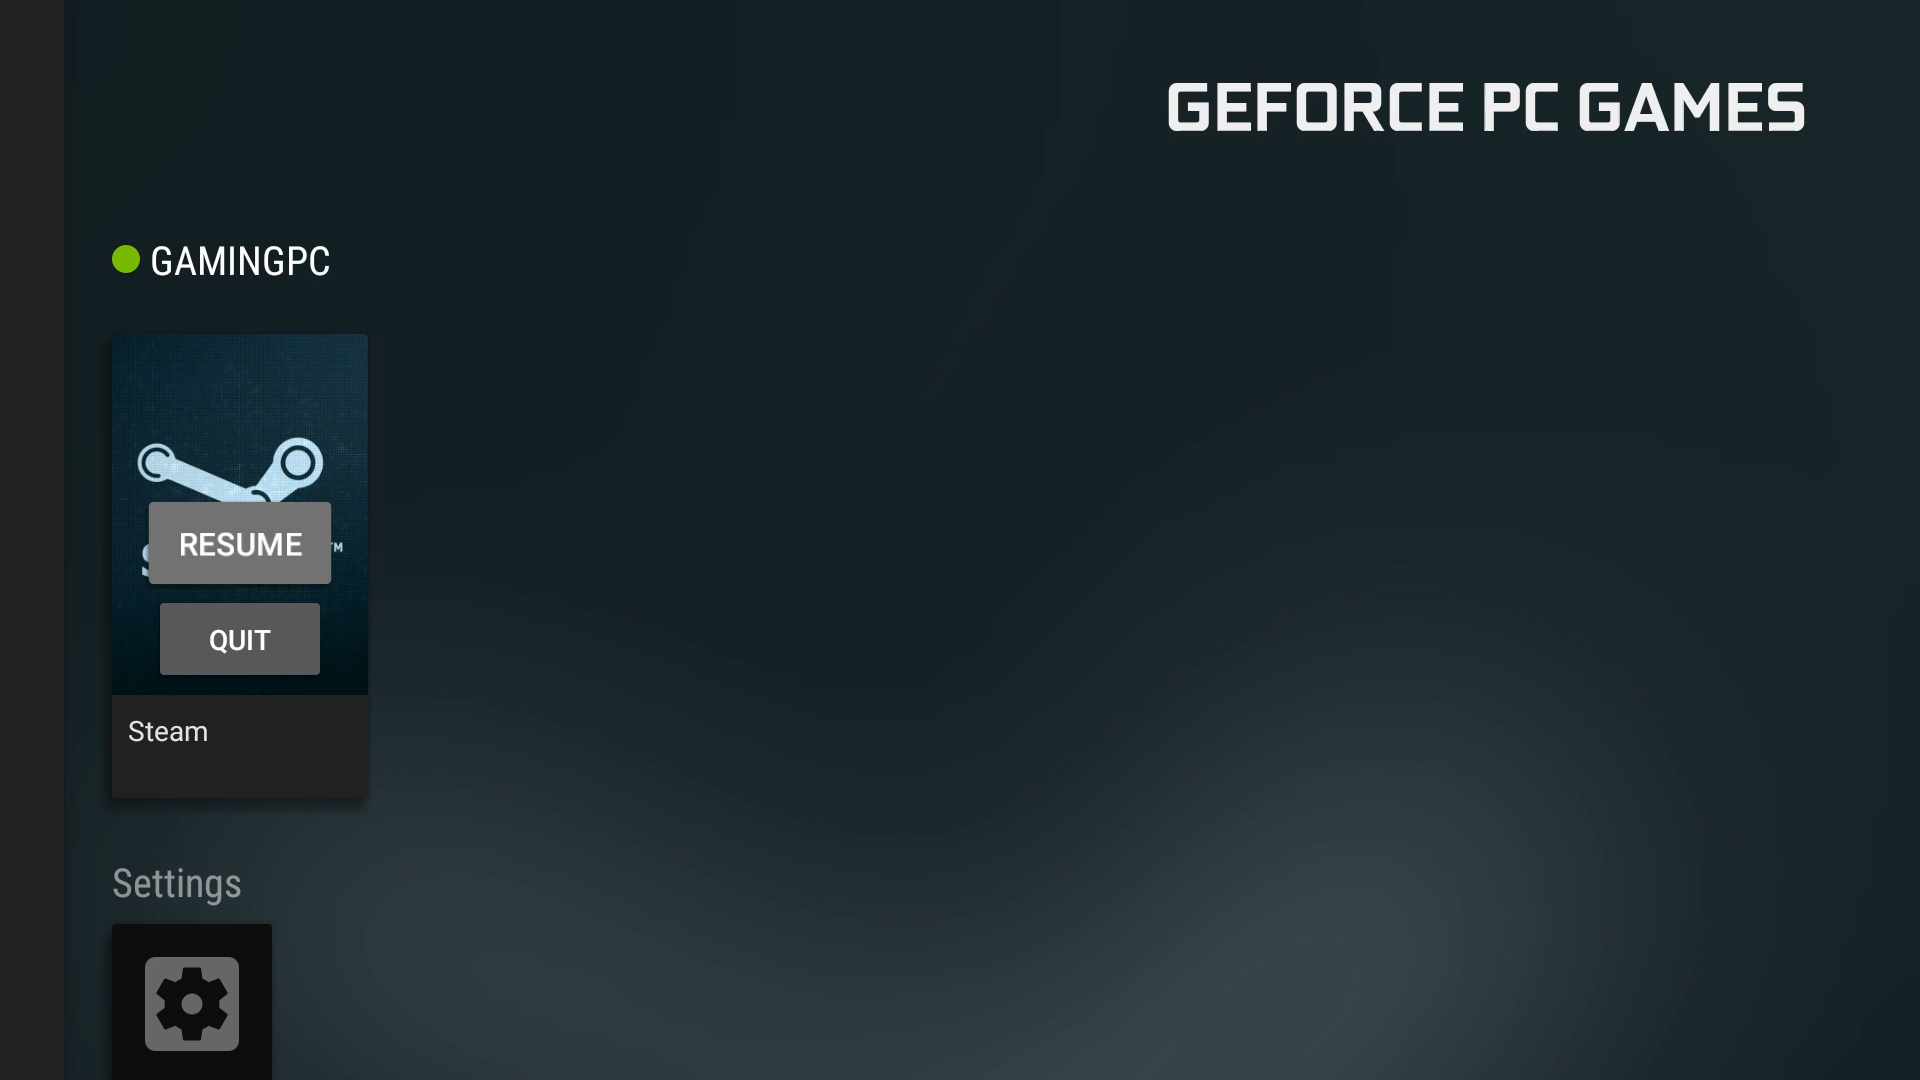 GEFORCE PC GAMES
GAMINGPC
RESUME
QUIT
Steam
Settings